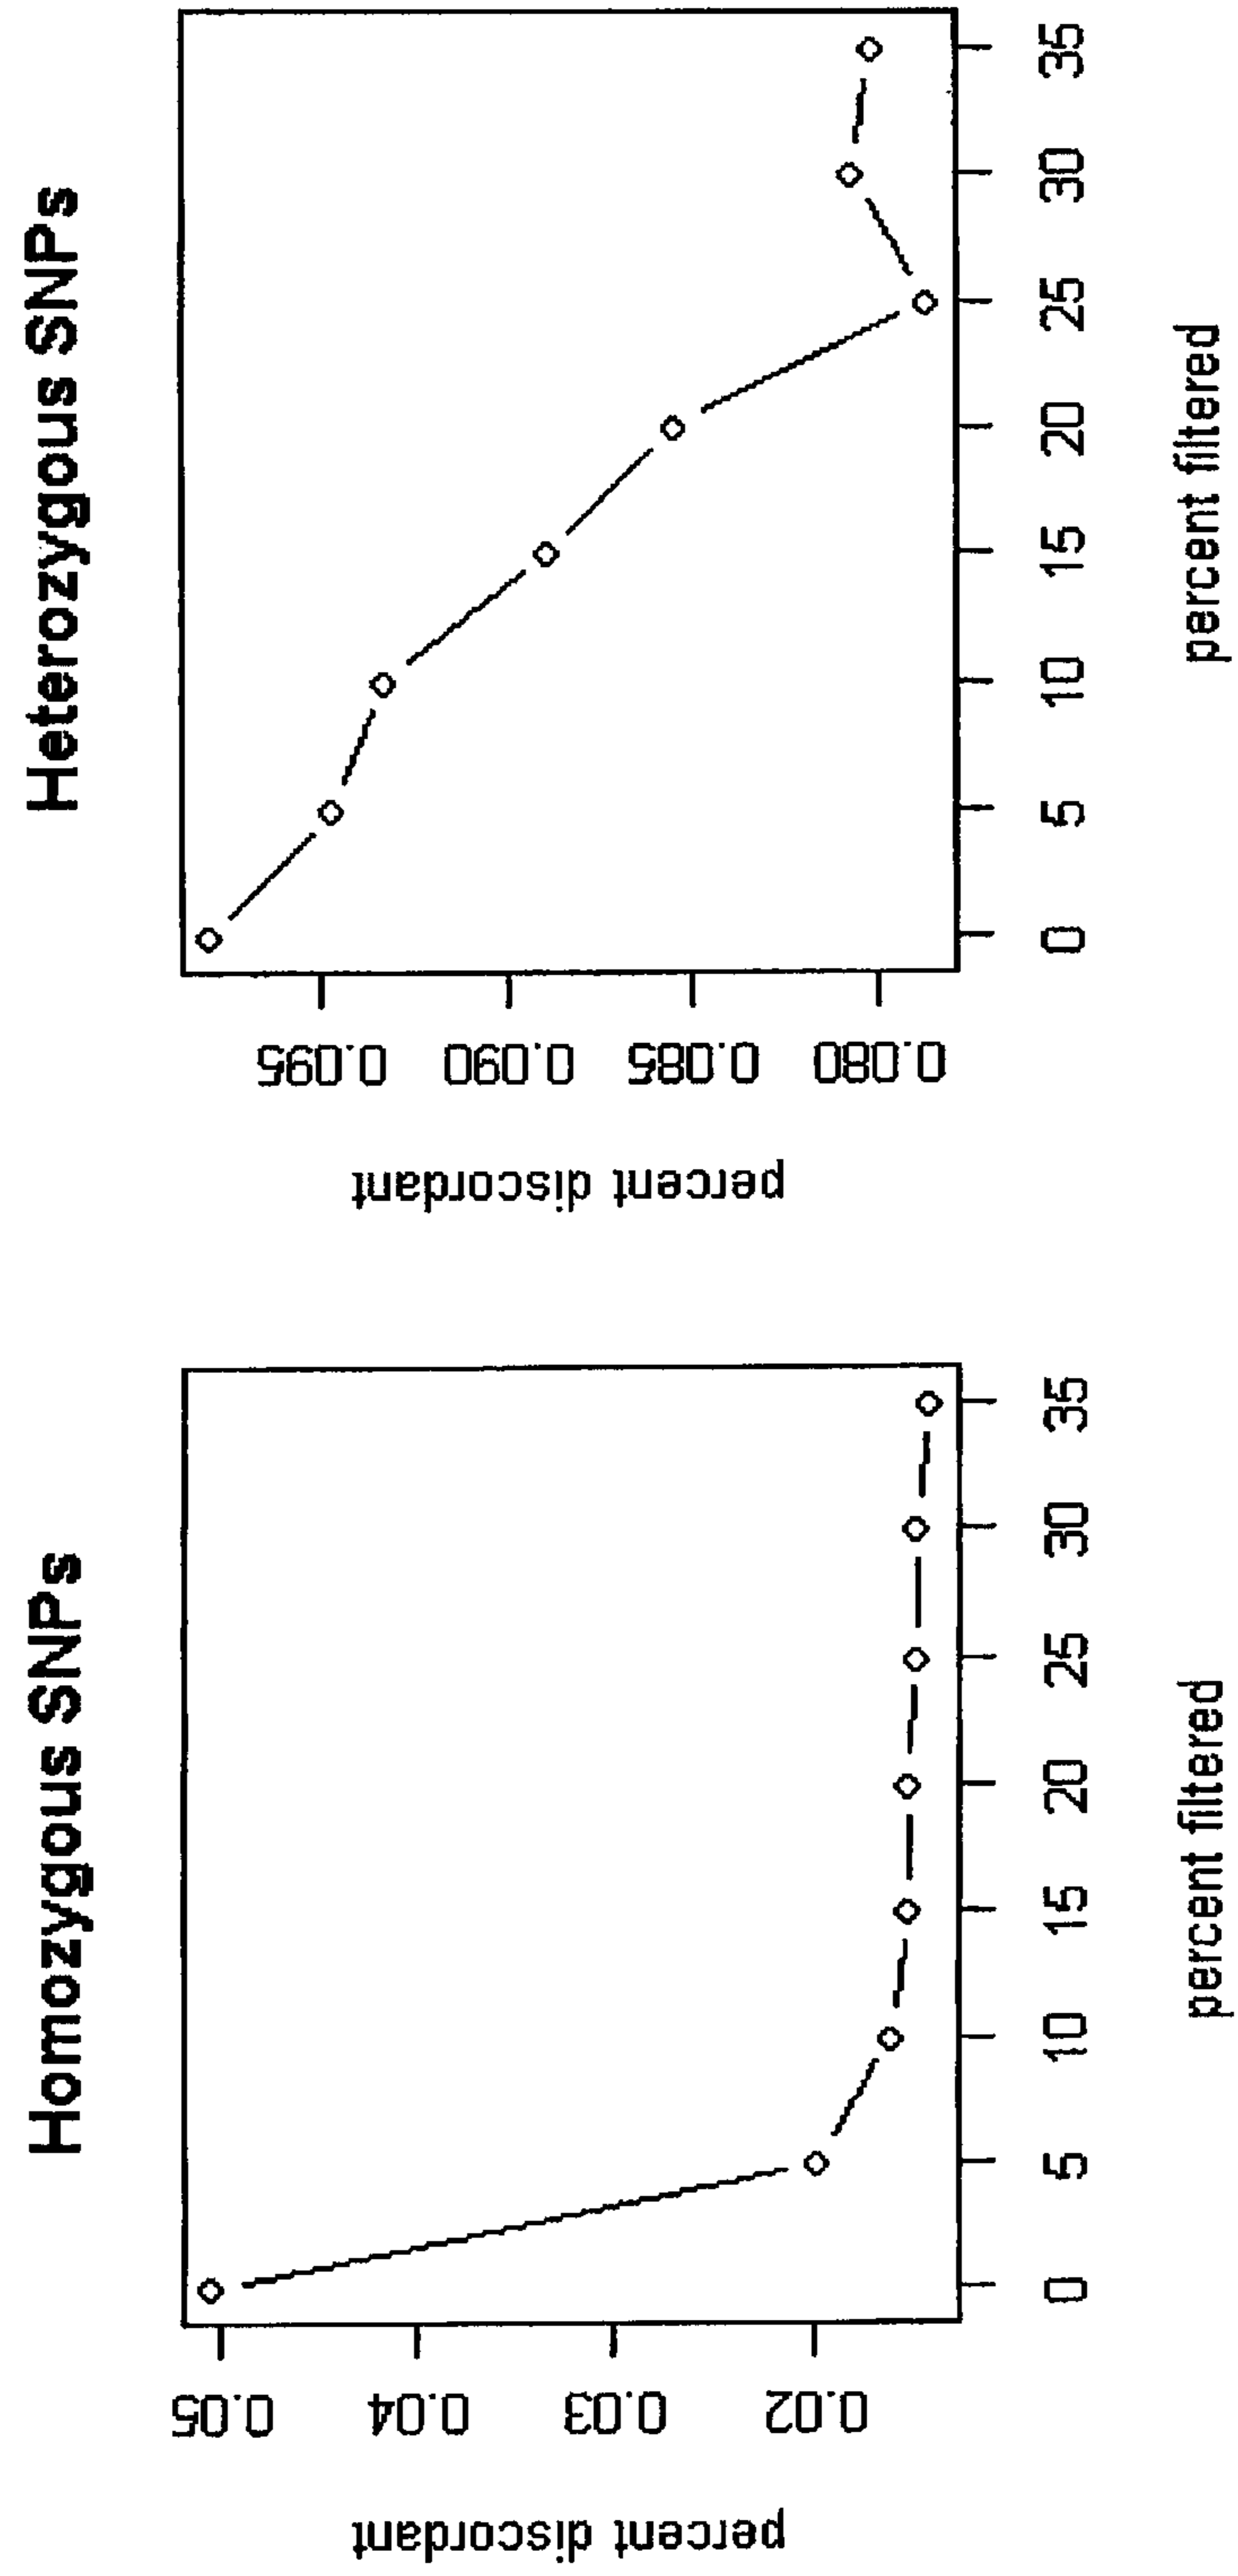 Homozygous SNPs
percent discordant
0.05
0.04
0.03
0.02
0 5 10 15 20 25 30 35
percent filtered
Heterozygous SNPs
percent discordant
0.095
0.090
0.085
0.080
0 5 10 15 20 25 30 35
percent filtered